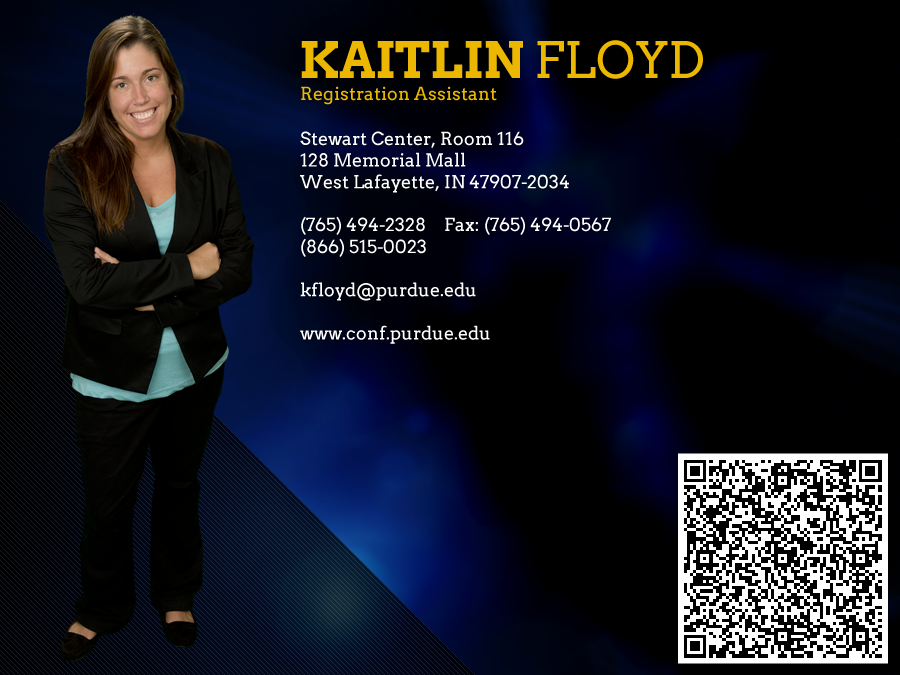 KAITLIN FLOYD
Registration Assistant
Stewart Center, Room 116
128 Memorial Mall
West Lafayette, IN 47907-2034
(765) 494-2328 Fax: (765) 494-0567
(866) 515-0023
kfloyd@purdue.edu
www.conf.purdue.edu